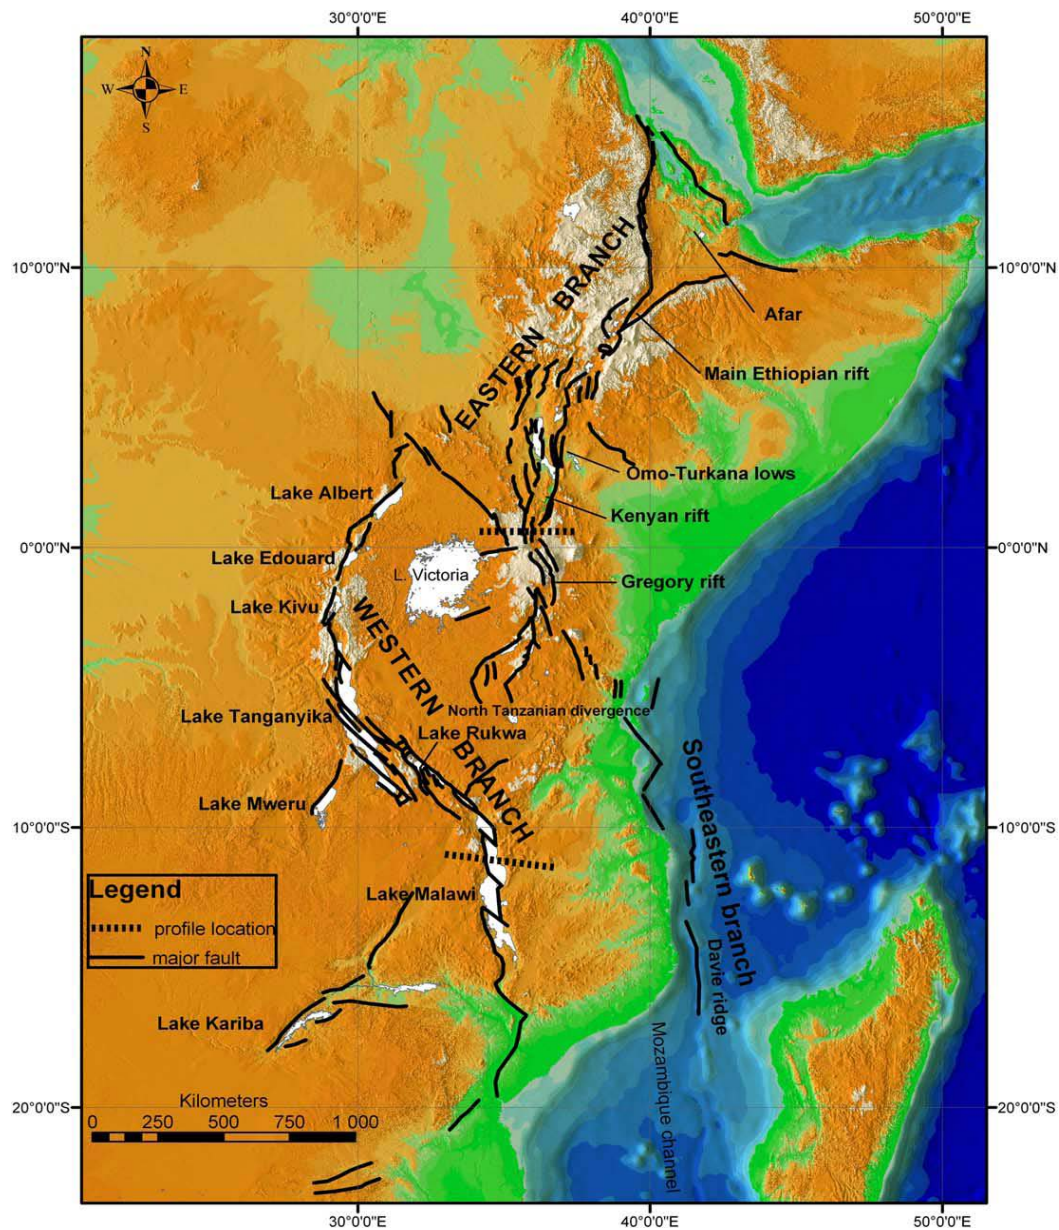 30°0'0"E
40°0'0"E
50°0'0"E
N
W
E
S
EASTERN BRANCH
10°0'0"N
10°0'0"N
Afar
Main Ethiopian rift
Omo-Turkana lows
Lake Albert
Kenyan rift
0°0'0"N
0°0'0"N
Lake Edouard
L. Victoria
Gregory rift
Lake Kivu
WESTERN BRANCH
Lake Tanganyika
North Tanzanian divergence
Lake Rukwa
Southeastern branch
Lake Mweru
10°0'0"S
10°0'0"S
Legend
profile location
major fault
Lake Malawi
Davie ridge
Lake Kariba
Mozambique channel
Kilometers
0 250 500 750 1 000
20°0'0"S
20°0'0"S
30°0'0"E
40°0'0"E
50°0'0"E